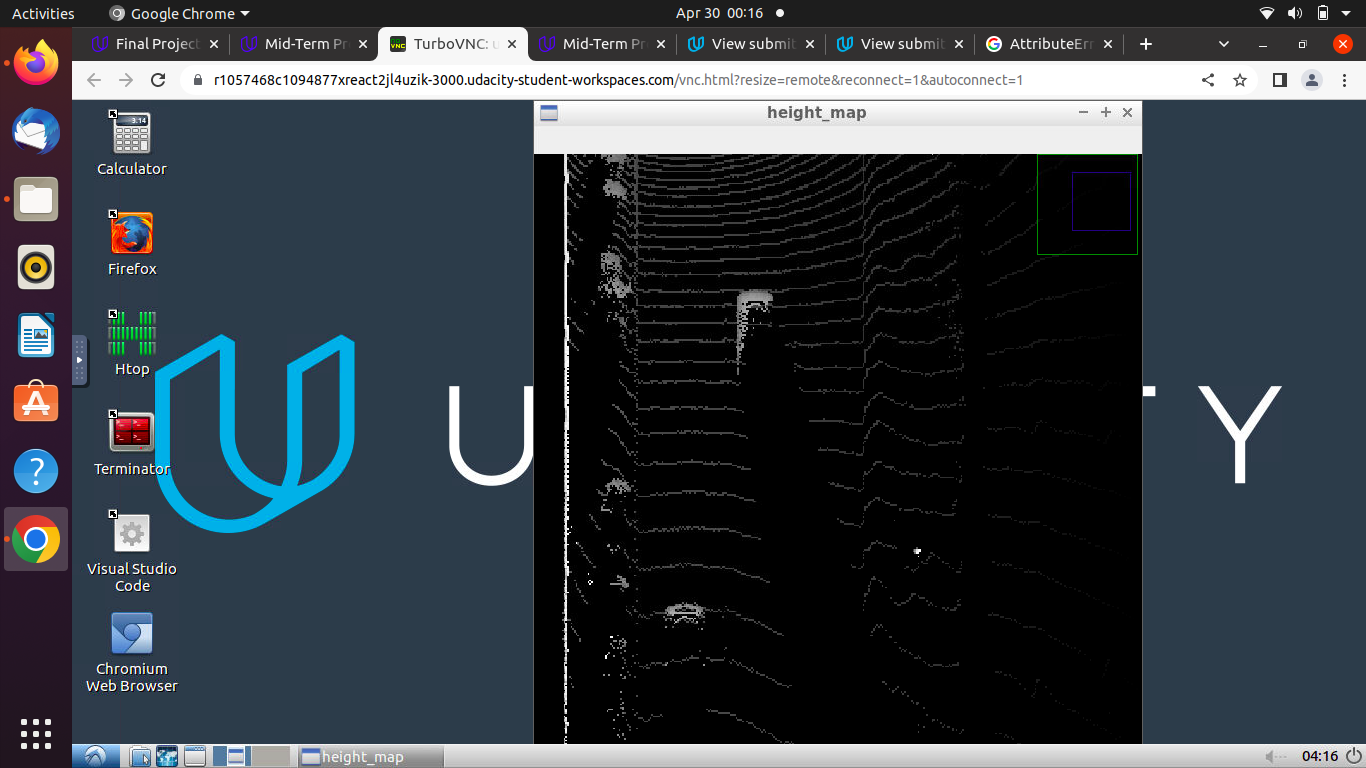 Activities
Google Chrome
Apr 30 00:16
Final Project
Mid-Term Pr
TurboVNC: u
Mid-Term Pr
View submit
View submit
AttributeErr
r1057468c1094877xreact2jl4uzik-3000.udacity-student-workspaces.com/vnc.html?resize=remote&reconnect=1&autoconnect=1
height_map
3.14
Calculator
Firefox
Htop
Terminator
Visual Studio
Code
Chromium
Web Browser
U
Y
height_map
04:16